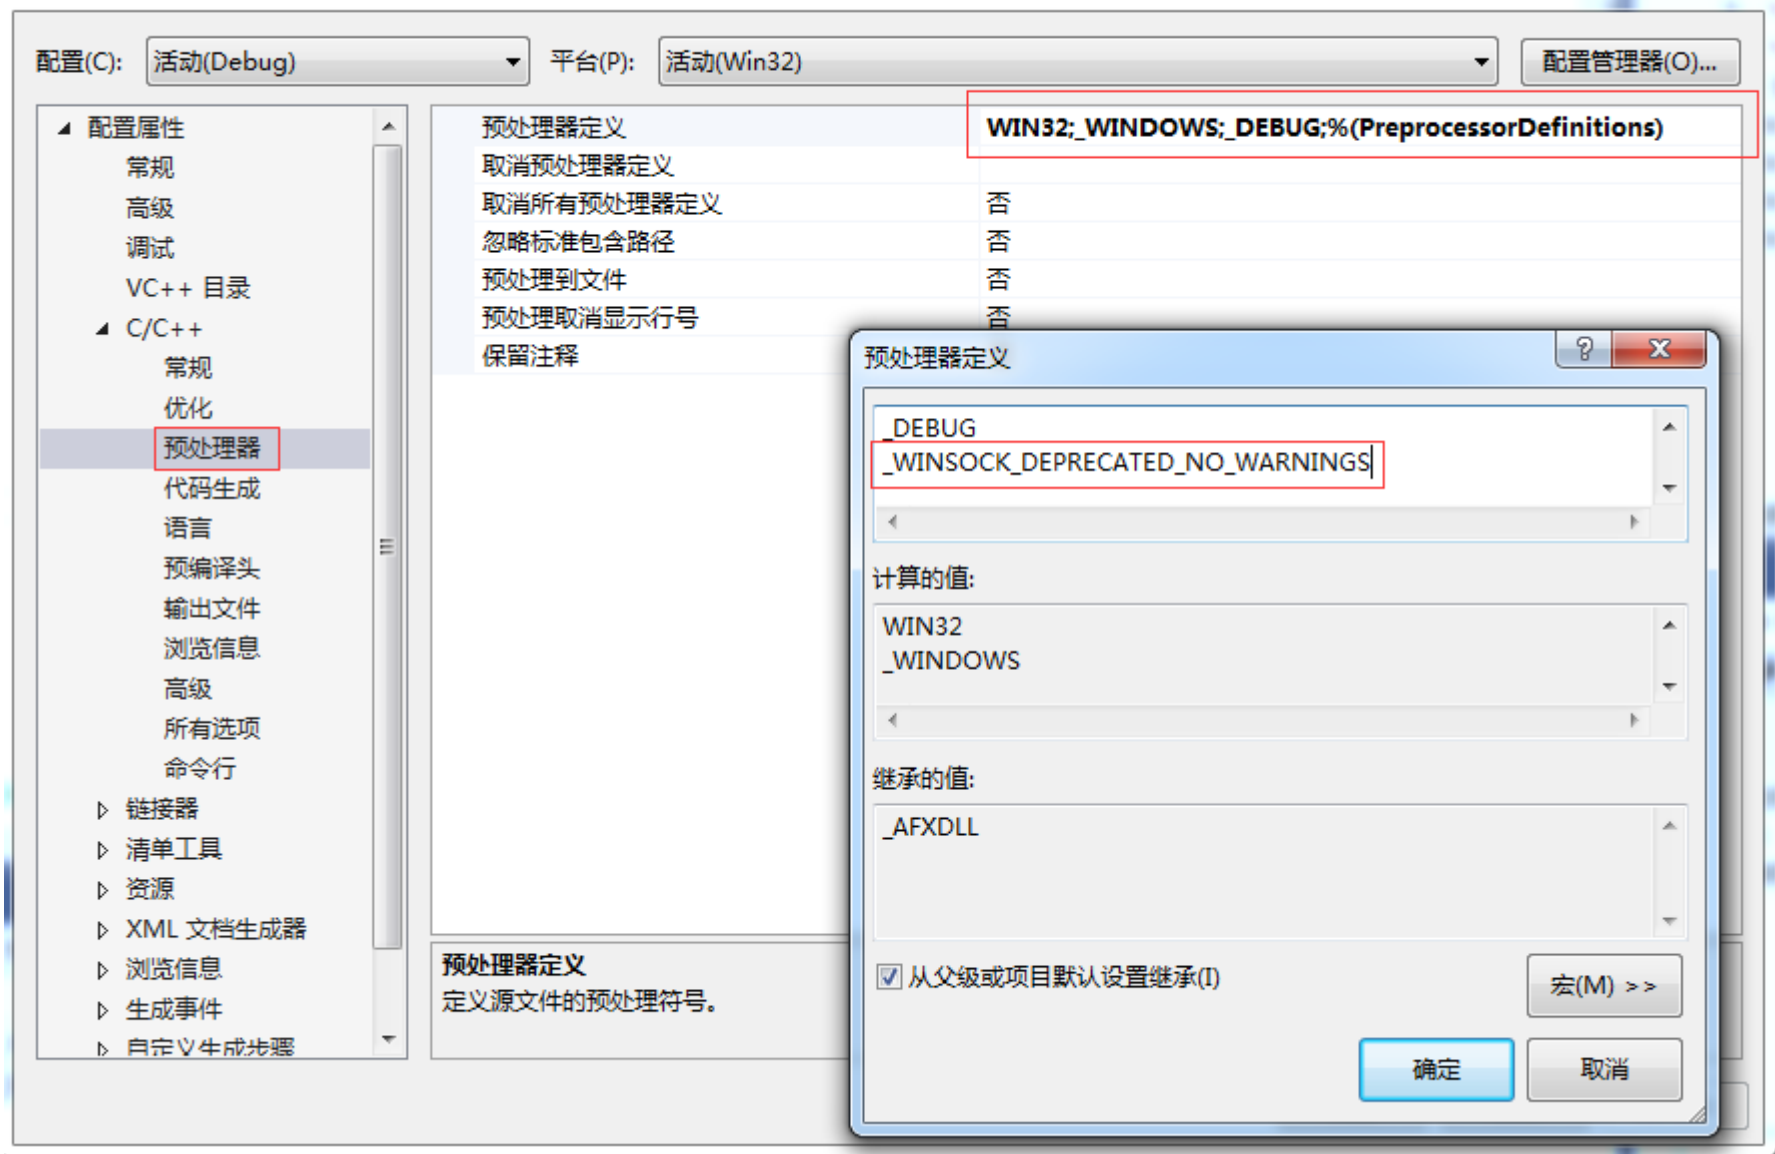 配置(C): 活动(Debug) 平台(P): 活动(Win32) 配置管理器(O)...
配置属性
常规
高级
调试
VC++ 目录
C/C++
常规
优化
预处理器
代码生成
语言
预编译头
输出文件
浏览信息
高级
所有选项
命令行
链接器
清单工具
资源
XML 文档生成器
浏览信息
生成事件
自定义生成步骤
预处理器定义 WIN32;_WINDOWS;_DEBUG;%(PreprocessorDefinitions)
取消预处理器定义
取消所有预处理器定义 否
忽略标准包含路径 否
预处理到文件 否
预处理取消显示行号 否
保留注释
预处理器定义
定义源文件的预处理符号。
预处理器定义
_DEBUG
_WINSOCK_DEPRECATED_NO_WARNINGS
计算的值:
WIN32
_WINDOWS
继承的值:
_AFXDLL
从父级或项目默认设置继承(I)
宏(M) >>
确定 取消